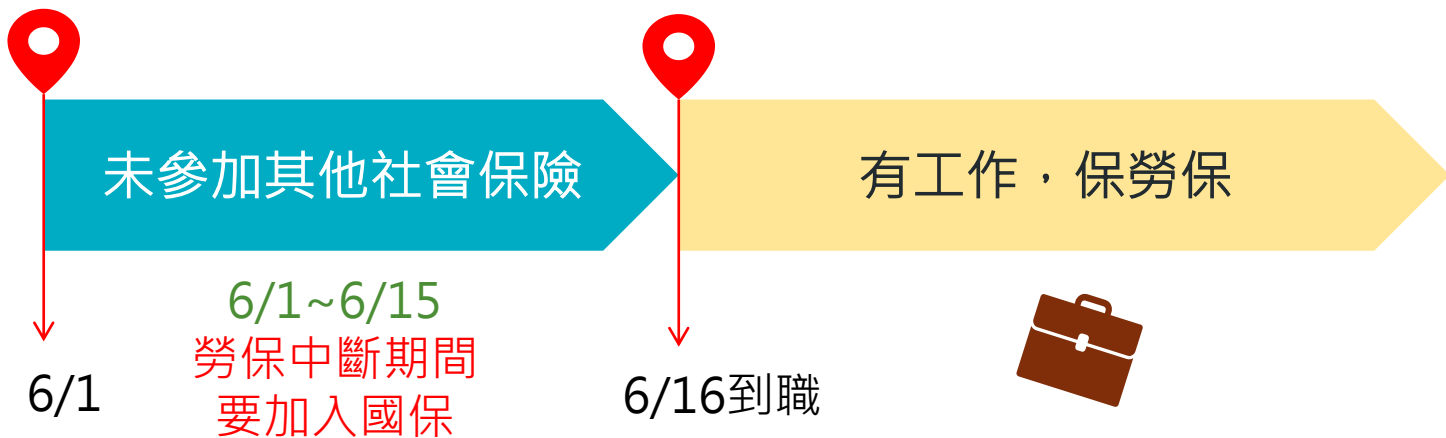 未參加其他社會保險
有工作，保勞保
6/1~6/15
勞保中斷期間
要加入國保
6/1
6/16到職